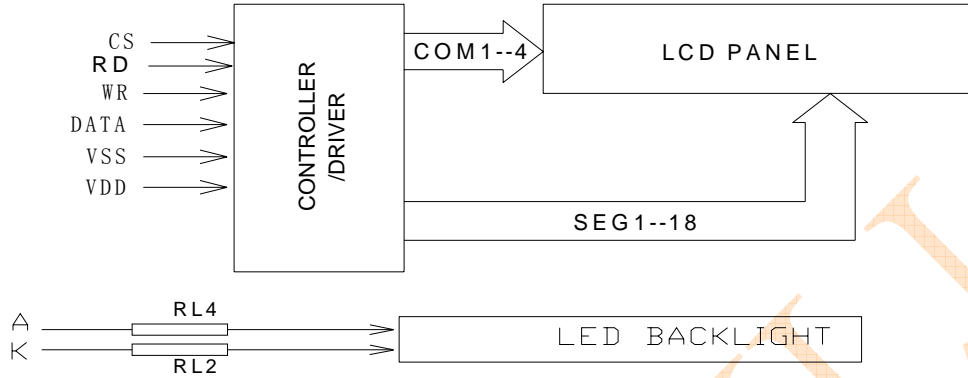 CS
RD
WR
DATA
VSS
VDD
CONTROLLER
/DRIVER
COM1--4
LCD PANEL
SEG1--18
A
K
RL4
RL2
LED BACKLIGHT